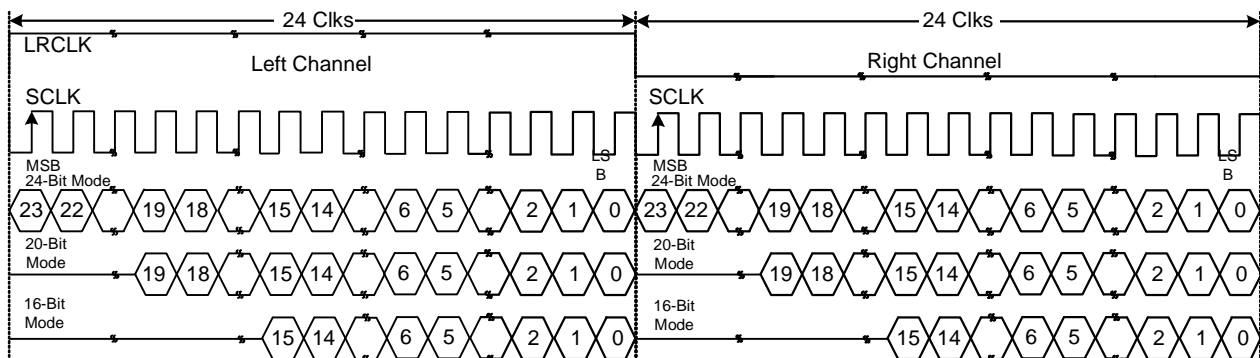 24 Clks 24 Clks
LRCLK
Left Channel Right Channel
SCLK SCLK
MSB LS MSB LS
24-Bit Mode B 24-Bit Mode B
23 22 19 18 15 14 6 5 2 1 0 23 22 19 18 15 14 6 5 2 1 0
20-Bit 20-Bit
Mode 19 18 15 14 6 5 2 1 0 Mode 19 18 15 14 6 5 2 1 0
16-Bit 16-Bit
Mode 15 14 6 5 2 1 0 Mode 15 14 6 5 2 1 0